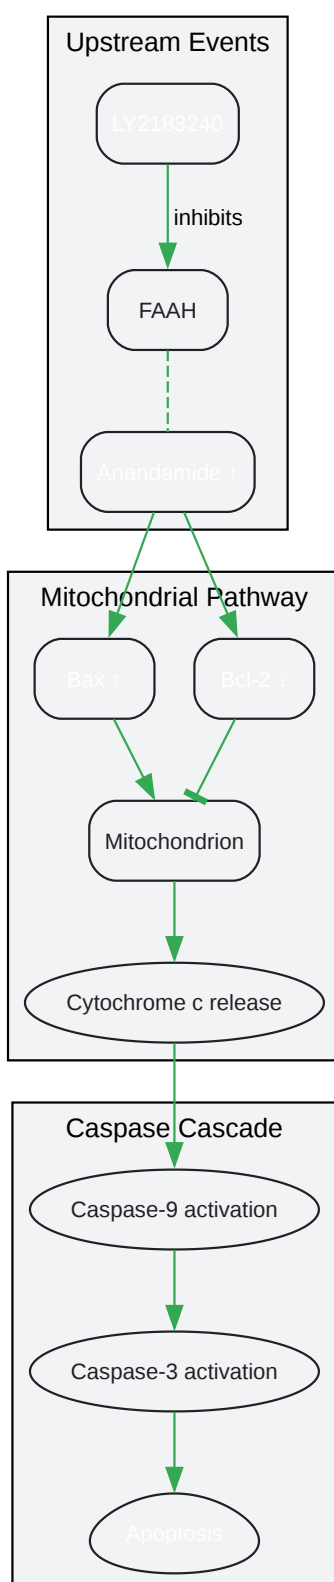 Upstream Events
LY2183240
inhibits
FAAH
Anandamide ↑
Mitochondrial Pathway
Bax ↑
Bcl-2 ↓
Mitochondrion
Cytochrome c release
Caspase Cascade
Caspase-9 activation
Caspase-3 activation
Apoptosis